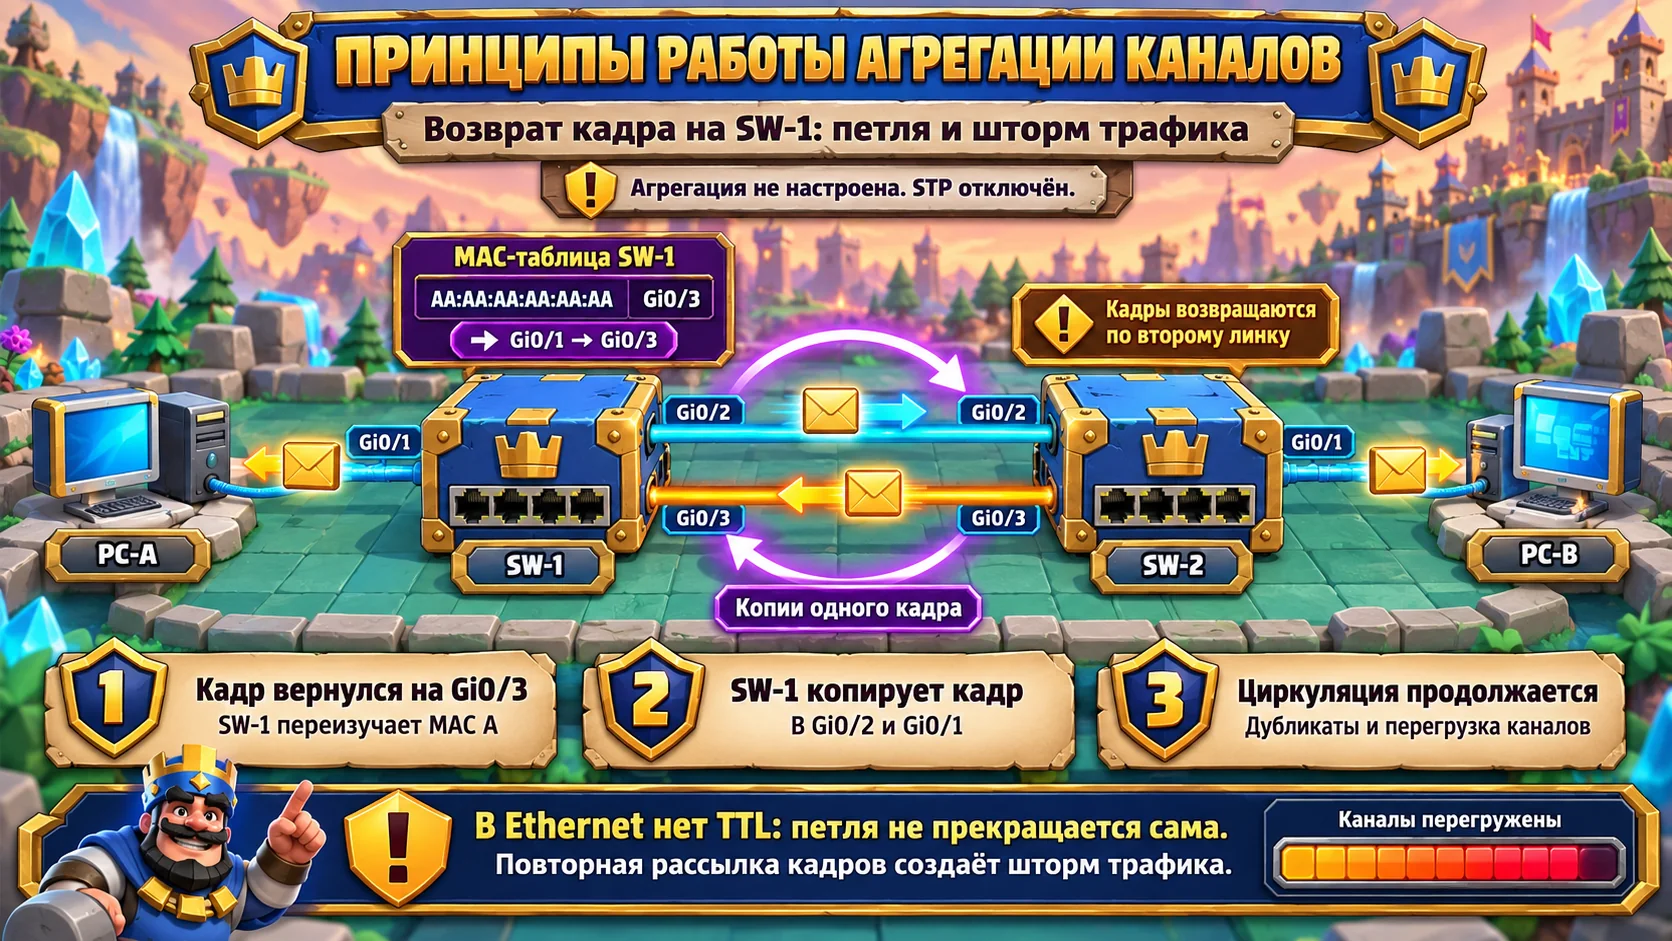 ПРИНЦИПЫ РАБОТЫ АГРЕГАЦИИ КАНАЛОВ
Возврат кадра на SW-1: петля и шторм трафика
! Агрегация не настроена. STP отключён.
MAC-таблица SW-1
AA:AA:AA:AA:AA:AA Gi0/3
→ Gi0/1 → Gi0/3
! Кадры возвращаются
по второму линку
Gi0/1
Gi0/2
Gi0/2
Gi0/1
Gi0/3
Gi0/3
PC-A
SW-1
SW-2
PC-B
Копии одного кадра
1
Кадр вернулся на Gi0/3
SW-1 переизучает MAC A
2
SW-1 копирует кадр
В Gi0/2 и Gi0/1
3
Циркуляция продолжается
Дубликаты и перегрузка каналов
!
В Ethernet нет TTL: петля не прекращается сама.
Повторная рассылка кадров создаёт шторм трафика.
Каналы перегружены